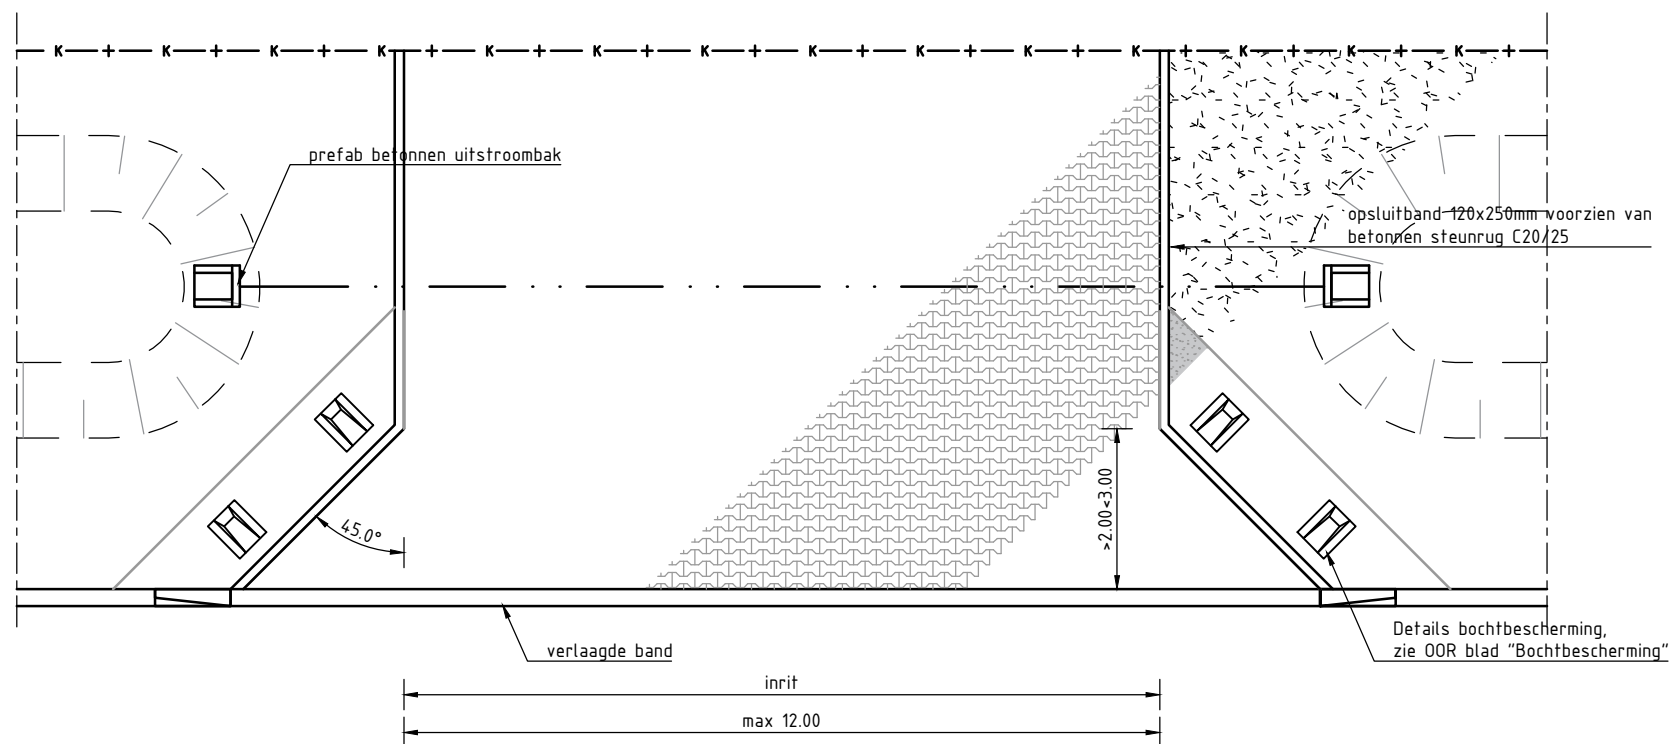 K K K K K K K K K K K K K K
prefab betonnen uitstroombak
opsluitband 120x250mm voorzien van
betonnen steunrug C20/25
45.0°
>2.00<3.00
verlaagde band
Details bochtbescherming,
zie OOR blad "Bochtbescherming"
inrit
max 12.00